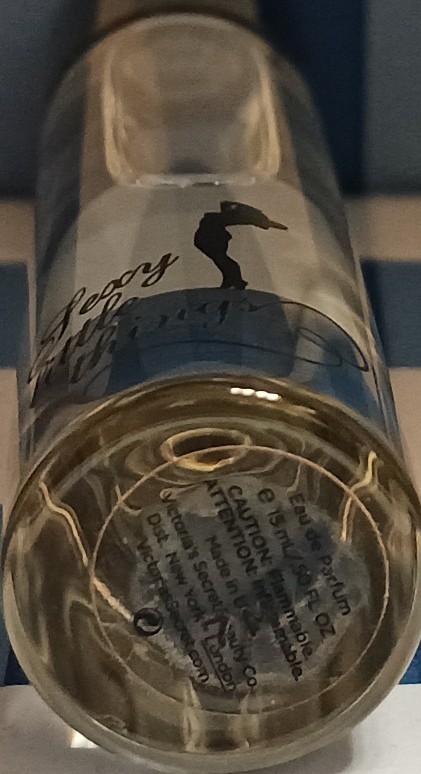 Sexy
little
things
Eau de Parfum
e 15 mL/.50 FL OZ
CAUTION: Flammable.
ATTENTION: Inflammable.
Made in U.S.A.
Victoria's Secret Beauty Co.
Dist. New York, London
VictoriasSecret.com